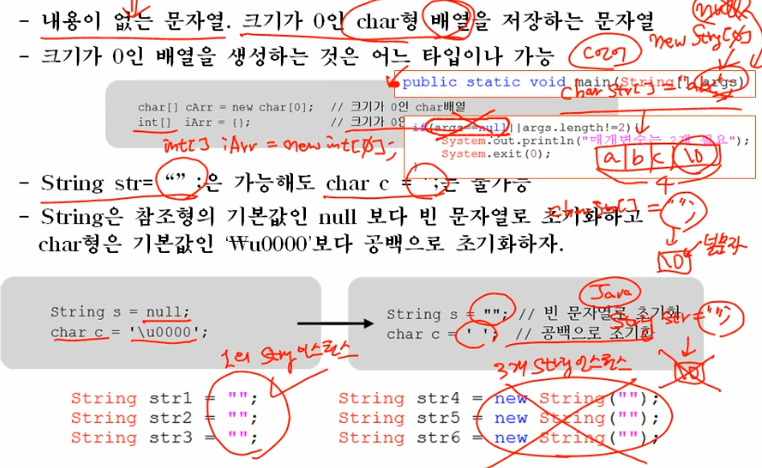 - 내용이 없는 문자열. 크기가 0인 char형 배열을 저장하는 문자열
- 크기가 0인 배열을 생성하는 것은 어느 타입이나 가능
C언어
new String[0]
char[] cArr = new char[0]; // 크기가 0인 char배열
int[] iArr = {}; // 크기가 0인
int[] iArr = new int[0];
public static void main(String[] args)
char str[] = "abc";
if(args==null||args.length!=2)
System.out.println("매개변수는 2개 필요");
System.exit(0);
}
a b c \0
4
- String str= “” ;은 가능해도 char c = ' ';는 불가능
- String은 참조형의 기본값인 null 보다 빈 문자열로 초기화하고
char형은 기본값인 ‘₩u0000’보다 공백으로 초기화하자.
char str[] = "";
\0 널문자
String s = null;
char c = '\u0000';
Java
String s = ""; // 빈 문자열로 초기화
char c = ' '; // 공백으로 초기화
str = "";
\0
1개 String 인스턴스
3개 String 인스턴스
String str1 = "";
String str2 = "";
String str3 = "";
String str4 = new String("");
String str5 = new String("");
String str6 = new String("");